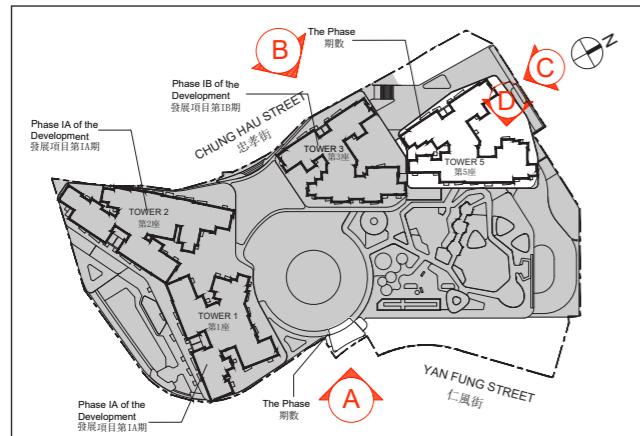 The Phase
期數
B
N
C
Phase IB of the
Development
發展項目第IB期
D
CHUNG HAU STREET
忠孝街
Phase IA of the
Development
發展項目第IA期
TOWER 3
第3座
TOWER 5
第5座
TOWER 2
第2座
TOWER 1
第1座
YAN FUNG STREET
仁風街
A
The Phase
期數
Phase IA of the
Development
發展項目第IA期